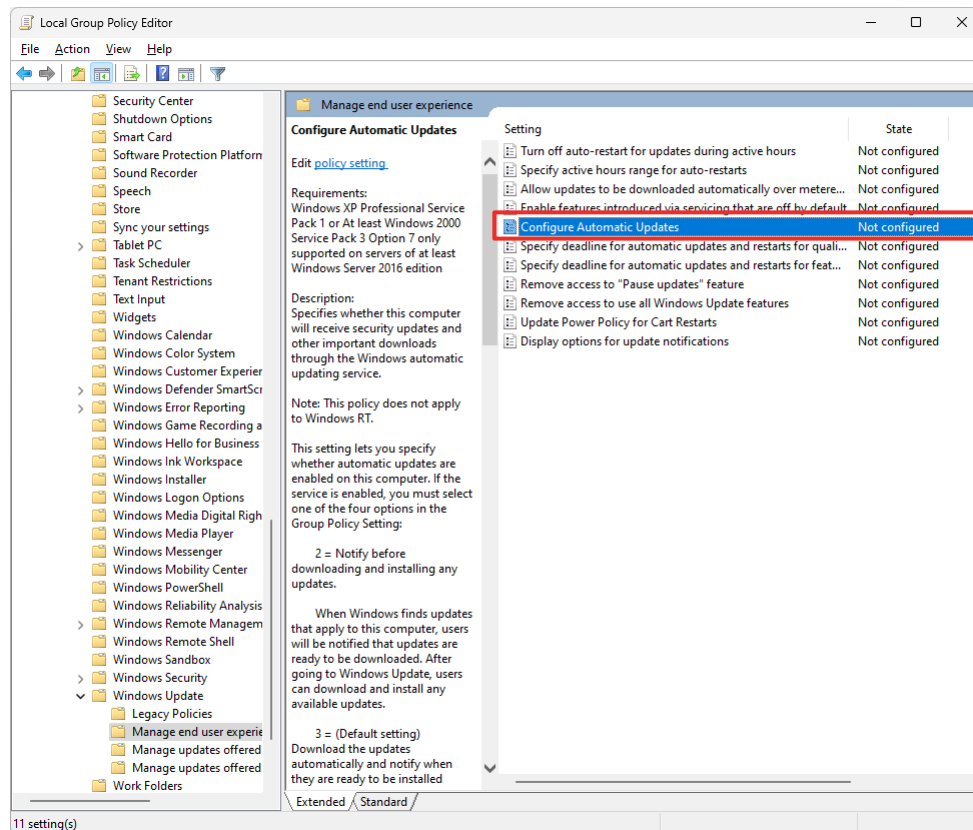 Local Group Policy Editor
File Action View Help
Security Center
Shutdown Options
Smart Card
Software Protection Platform
Sound Recorder
Speech
Store
Sync your settings
Tablet PC
Task Scheduler
Tenant Restrictions
Text Input
Widgets
Windows Calendar
Windows Color System
Windows Customer Experier
Windows Defender SmartScr
Windows Error Reporting
Windows Game Recording a
Windows Hello for Business
Windows Ink Workspace
Windows Installer
Windows Logon Options
Windows Media Digital Righ
Windows Media Player
Windows Messenger
Windows Mobility Center
Windows PowerShell
Windows Reliability Analysis
Windows Remote Managem
Windows Remote Shell
Windows Sandbox
Windows Security
Windows Update
Legacy Policies
Manage end user experie
Manage updates offered
Manage updates offered
Work Folders
Manage end user experience
Configure Automatic Updates
Edit policy setting
Requirements:
Windows XP Professional Service
Pack 1 or At least Windows 2000
Service Pack 3 Option 7 only
supported on servers of at least
Windows Server 2016 edition
Description:
Specifies whether this computer
will receive security updates and
other important downloads
through the Windows automatic
updating service.
Note: This policy does not apply
to Windows RT.
This setting lets you specify
whether automatic updates are
enabled on this computer. If the
service is enabled, you must select
one of the four options in the
Group Policy Setting:
2 = Notify before
downloading and installing any
updates.
When Windows finds updates
that apply to this computer, users
will be notified that updates are
ready to be downloaded. After
going to Windows Update, users
can download and install any
available updates.
3 = (Default setting)
Download the updates
automatically and notify when
they are ready to be installed
Setting State
Turn off auto-restart for updates during active hours Not configured
Specify active hours range for auto-restarts Not configured
Allow updates to be downloaded automatically over metere... Not configured
Enable features introduced via servicing that are off by default Not configured
Configure Automatic Updates Not configured
Specify deadline for automatic updates and restarts for quali... Not configured
Specify deadline for automatic updates and restarts for feat... Not configured
Remove access to "Pause updates" feature Not configured
Remove access to use all Windows Update features Not configured
Update Power Policy for Cart Restarts Not configured
Display options for update notifications Not configured
Extended Standard
11 setting(s)